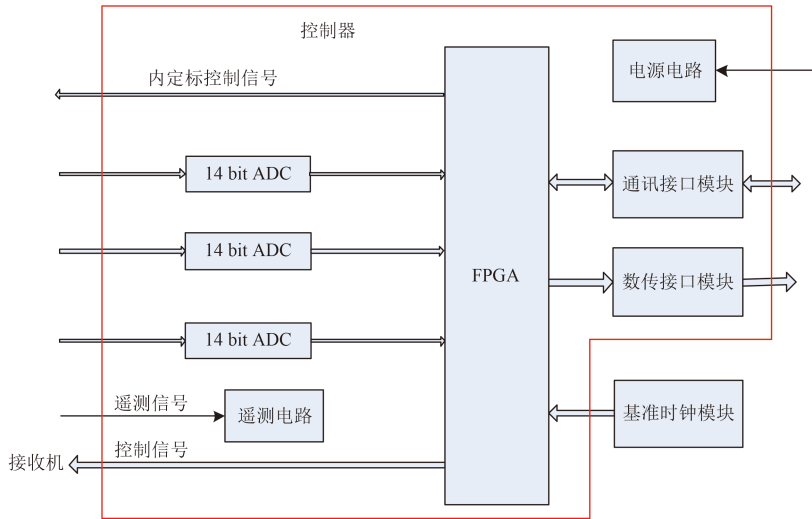 控制器
内定标控制信号
电源电路
14 bit ADC
通讯接口模块
14 bit ADC
FPGA
数传接口模块
14 bit ADC
遥测信号
遥测电路
基准时钟模块
控制信号
接收机